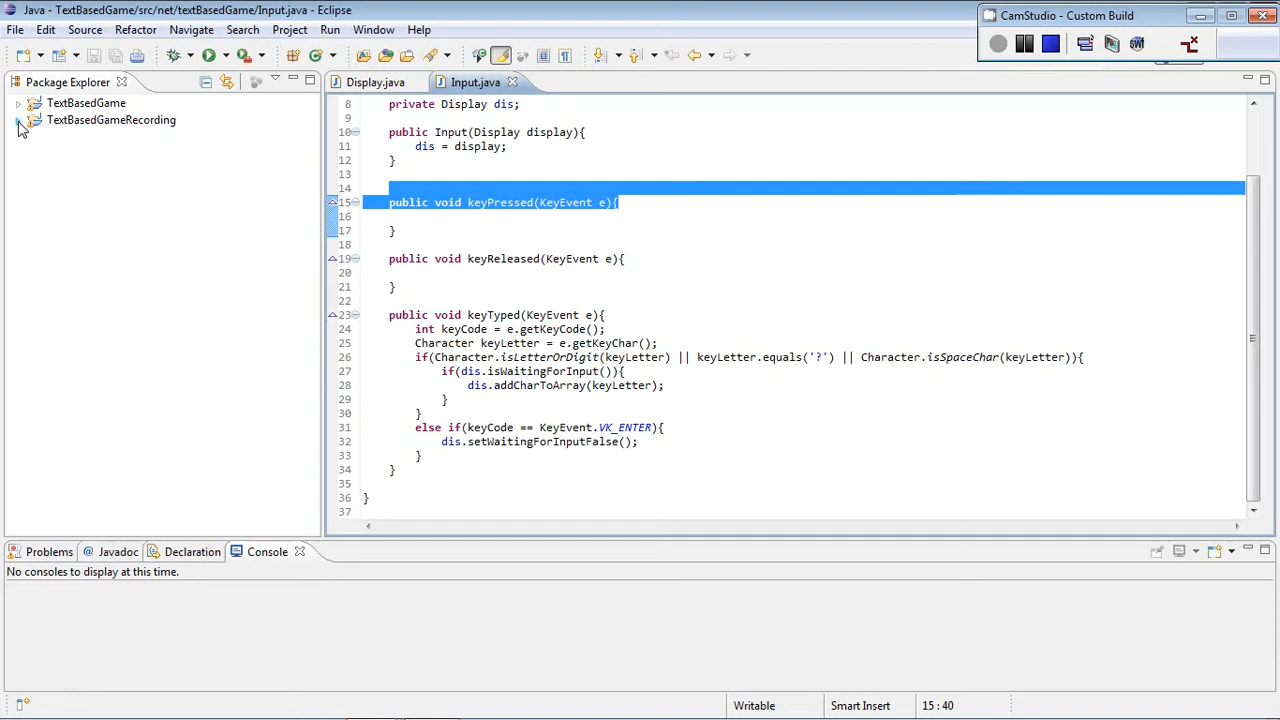 Java - TextBasedGame/src/net/textBasedGame/Input.java - Eclipse
CamStudio - Custom Build
File Edit Source Refactor Navigate Search Project Run Window Help
Package Explorer
Display.java Input.java
TextBasedGame
TextBasedGameRecording
8 private Display dis;
9
10 public Input(Display display){
11 dis = display;
12 }
13
14
15 public void keyPressed(KeyEvent e){
16
17 }
18
19 public void keyReleased(KeyEvent e){
20
21 }
22
23 public void keyTyped(KeyEvent e){
24 int keyCode = e.getKeyCode();
25 Character keyLetter = e.getKeyChar();
26 if(Character.isLetterOrDigit(keyLetter) || keyLetter.equals('?') || Character.isSpaceChar(keyLetter)){
27 if(dis.isWaitingForInput()){
28 dis.addCharToArray(keyLetter);
29 }
30 }
31 else if(keyCode == KeyEvent.VK_ENTER){
32 dis.setWaitingForInputFalse();
33 }
34 }
35
36 }
37
Problems @ Javadoc Declaration Console
No consoles to display at this time.
Writable Smart Insert 15 : 40